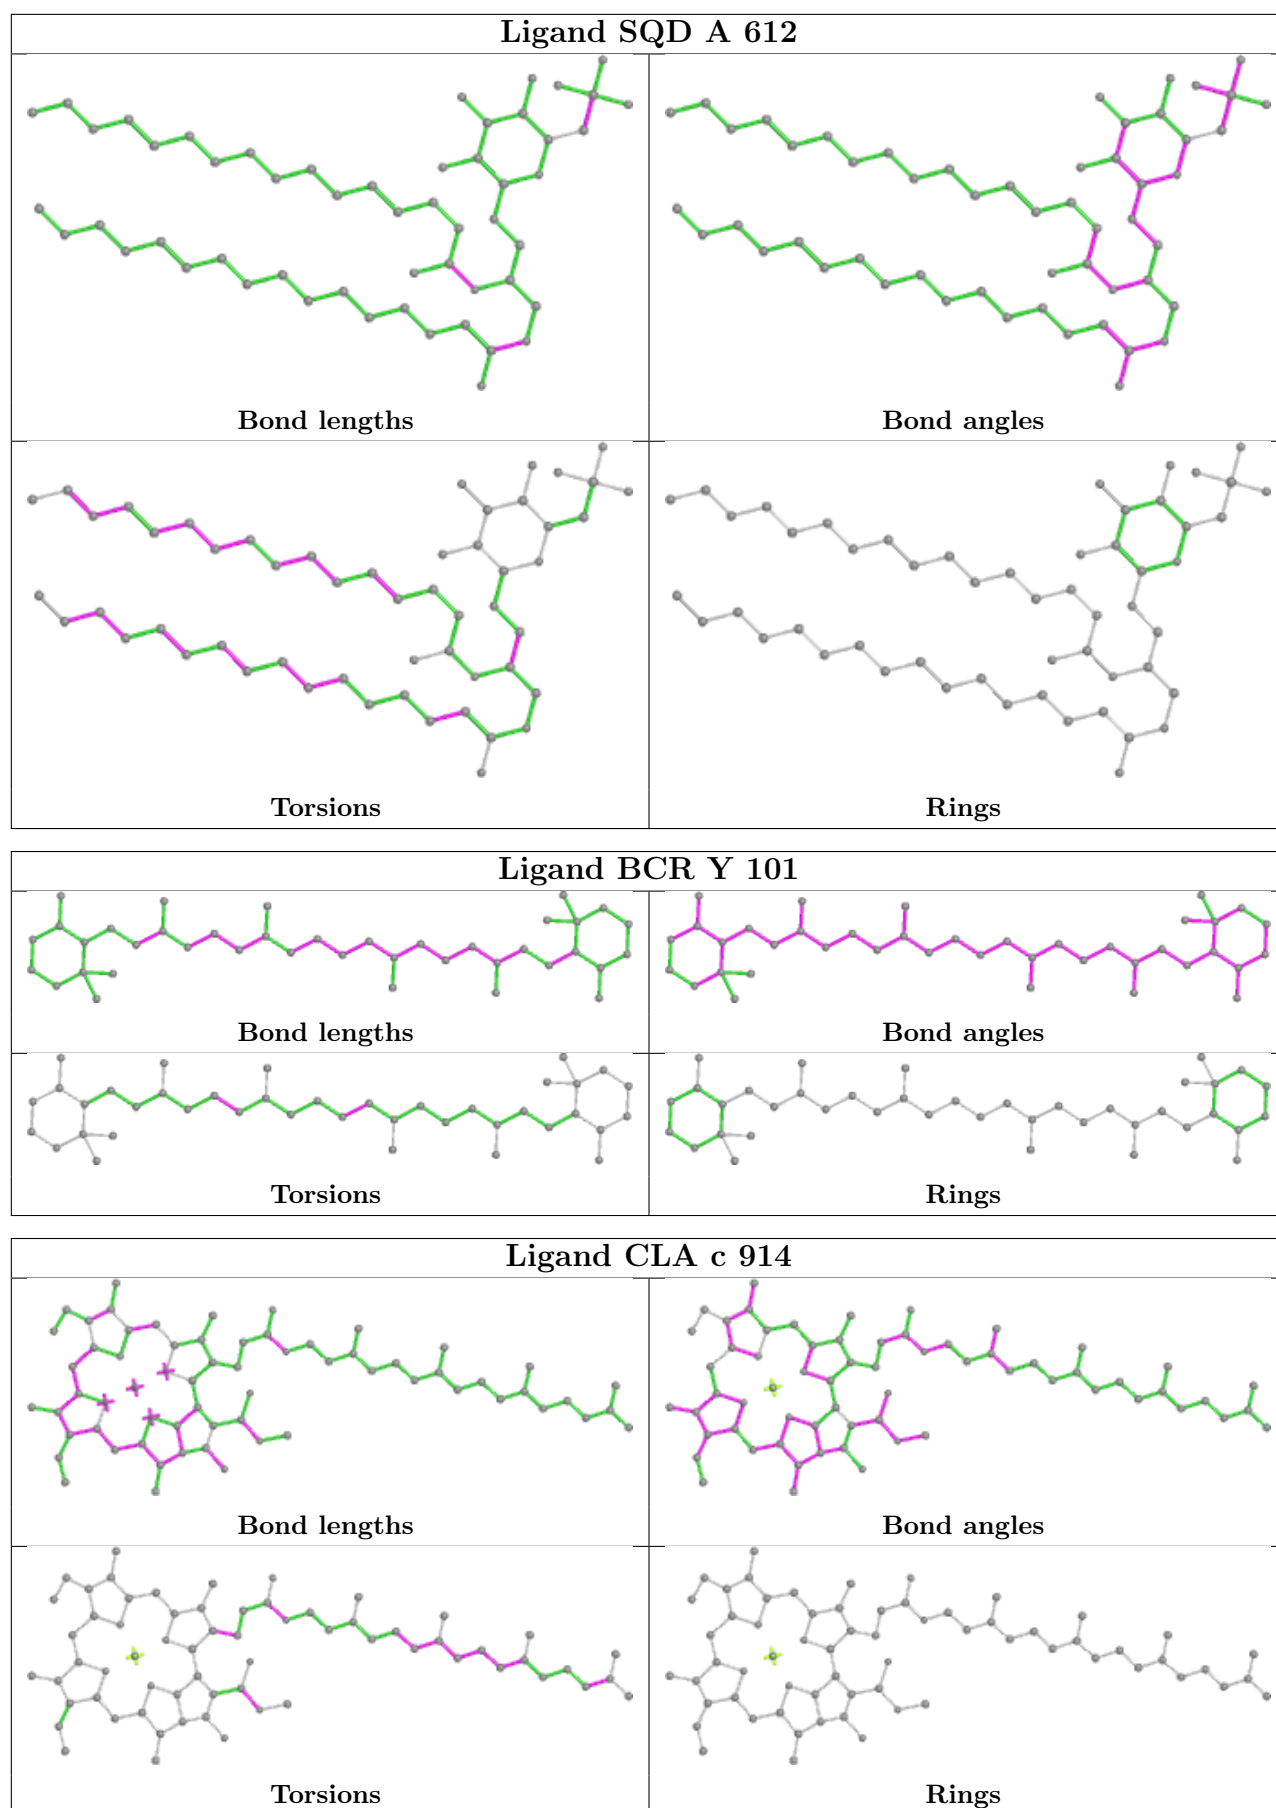 Ligand SQD A 612
Bond lengths
Bond angles
Torsions
Rings
Ligand BCR Y 101
Bond lengths
Bond angles
Torsions
Rings
Ligand CLA c 914
Bond lengths
Bond angles
Torsions
Rings